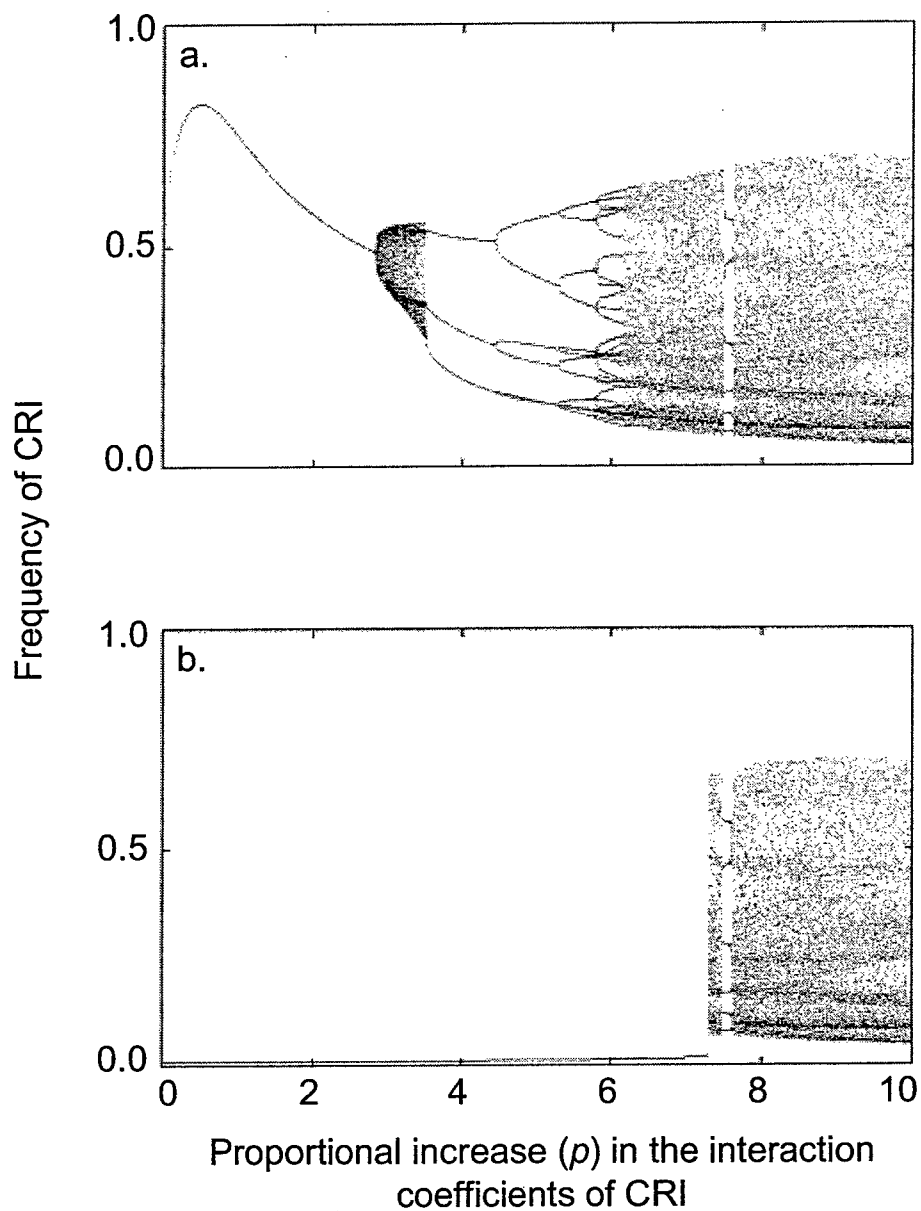 1.0
a.
0.5
0.0
Frequency of CRI
1.0
b.
0.5
0.0
0 2 4 6 8 10
Proportional increase (p) in the interaction
coefficients of CRI